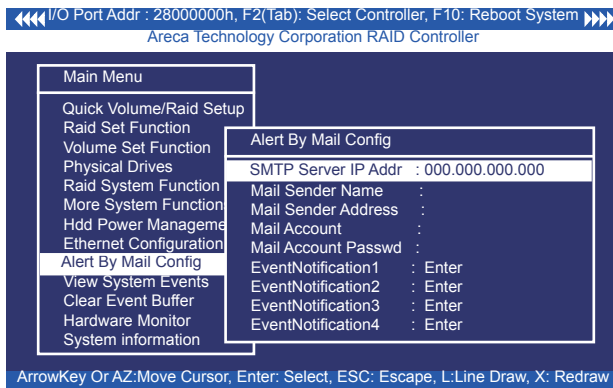 I/O Port Addr : 28000000h, F2(Tab): Select Controller, F10: Reboot System
Areca Technology Corporation RAID Controller
Main Menu
Quick Volume/Raid Setup
Raid Set Function
Volume Set Function
Physical Drives
Raid System Function
More System Function
Hdd Power Manageme
Ethernet Configuration
Alert By Mail Config
View System Events
Clear Event Buffer
Hardware Monitor
System information
Alert By Mail Config
SMTP Server IP Addr : 000.000.000.000
Mail Sender Name :
Mail Sender Address :
Mail Account :
Mail Account Passwd :
EventNotification1 : Enter
EventNotification2 : Enter
EventNotification3 : Enter
EventNotification4 : Enter
ArrowKey Or AZ:Move Cursor, Enter: Select, ESC: Escape, L:Line Draw, X: Redraw